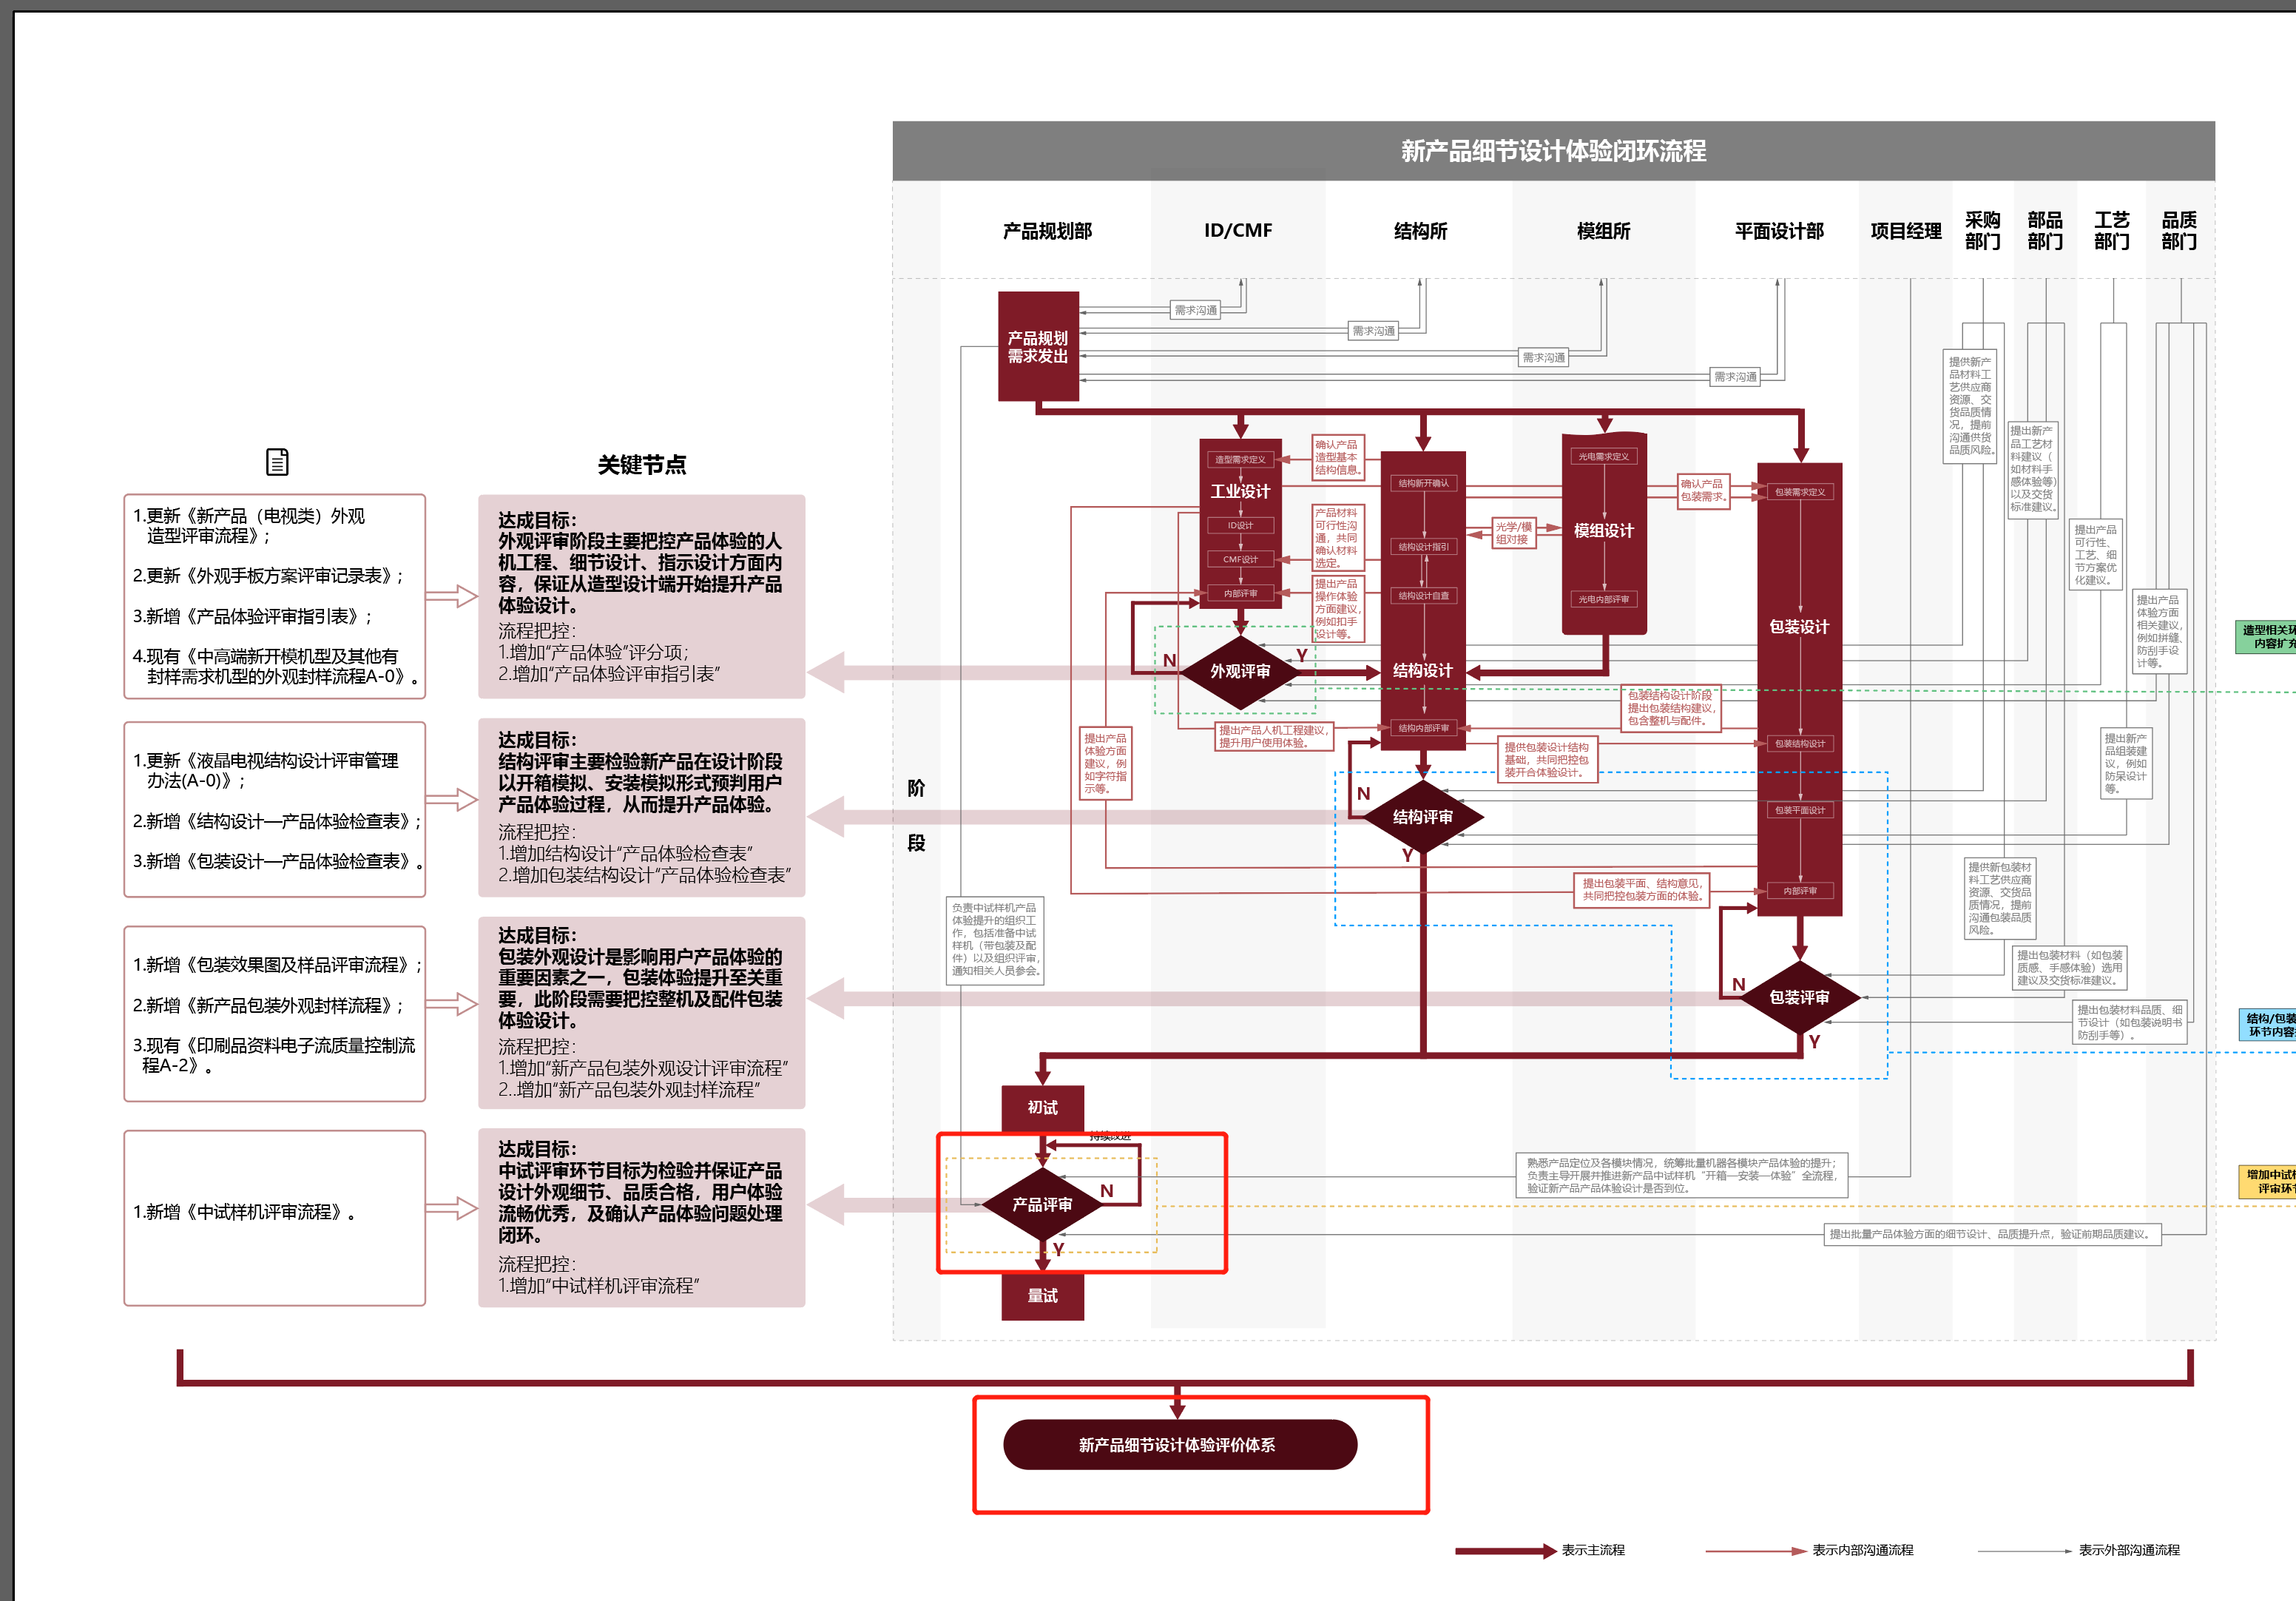 新产品细节设计体验闭环流程
产品规划部
ID/CMF
结构所
模组所
平面设计部
项目经理
采购
部门
部品
部门
工艺
部门
品质
部门
产品规划
需求发出
需求沟通
需求沟通
需求沟通
需求沟通
提供新产
品材料工
艺供应商
资源、交
货品质情
况，提前
沟通供货
品质风险。
提出新产
品工艺材
料建议（
如材料手
感体验等）
以及交货
标准建议。
提出产品
可行性、
工艺、细
节方案优
化建议。
提出产品
体验方面
相关建议，
例如拼缝、
防刮手设
计等。
提出新产
品组装建
议，例如
防呆设计
等。
造型需求定义
工业设计
ID设计
CMF设计
内部评审
确认产品
造型基本
结构信息。
产品材料
可行性沟
通，共同
确认材料
选定。
提出产品
操作体验
方面建议，
例如扣手
设计等。
结构新开确认
结构设计指引
结构设计自查
结构设计
结构内部评审
光学/模
组对接
光电需求定义
模组设计
光电内部评审
确认产品
包装需求。
包装需求定义
包装设计
包装结构设计
包装平面设计
内部评审
外观评审
N
Y
包装结构设计阶段
提出包装结构建议，
包含整机与配件。
提出产品人机工程建议，
提升用户使用体验。
提供包装设计结构
基础，共同把控包
装开合体验设计。
提出产品
体验方面
建议，例
如字符指
示等。
结构评审
N
Y
提出包装平面、结构意见，
共同把控包装方面的体验。
提供新包装材
料工艺供应商
资源、交货品
质情况，提前
沟通包装品质
风险。
提出包装材料（如包装
质感、手感体验）选用
建议及交货标准建议。
提出包装材料品质、细
节设计（如包装说明书
防刮手等）。
包装评审
N
Y
阶
段
负责中试样机产品
体验提升的组织工
作，包括准备中试
样机（带包装及配
件）以及组织评审，
通知相关人员参会。
初试
持续改进
产品评审
N
Y
量试
熟悉产品定位及各模块情况，统筹批量机器各模块产品体验的提升；
负责主导开展并推进新产品中试样机“开箱—安装—体验”全流程，
验证新产品产品体验设计是否到位。
提出批量产品体验方面的细节设计、品质提升点，验证前期品质建议。
造型相关环
内容扩充
结构/包装
环节内容
增加中试样
评审环节
关键节点
1.更新《新产品（电视类）外观
造型评审流程》；
2.更新《外观手板方案评审记录表》；
3.新增《产品体验评审指引表》；
4.现有《中高端新开模机型及其他有
封样需求机型的外观封样流程A-0》。
达成目标：
外观评审阶段主要把控产品体验的人
机工程、细节设计、指示设计方面内
容，保证从造型设计端开始提升产品
体验设计。
流程把控：
1.增加“产品体验”评分项；
2.增加“产品体验评审指引表”
1.更新《液晶电视结构设计评审管理
办法(A-0)》；
2.新增《结构设计—产品体验检查表》；
3.新增《包装设计—产品体验检查表》。
达成目标：
结构评审主要检验新产品在设计阶段
以开箱模拟、安装模拟形式预判用户
产品体验过程，从而提升产品体验。
流程把控：
1.增加结构设计“产品体验检查表”
2.增加包装结构设计“产品体验检查表”
1.新增《包装效果图及样品评审流程》；
2.新增《新产品包装外观封样流程》；
3.现有《印刷品资料电子流质量控制流
程A-2》。
达成目标：
包装外观设计是影响用户产品体验的
重要因素之一，包装体验提升至关重
要，此阶段需要把控整机及配件包装
体验设计。
流程把控：
1.增加“新产品包装外观设计评审流程”
2..增加“新产品包装外观封样流程”
1.新增《中试样机评审流程》。
达成目标：
中试评审环节目标为检验并保证产品
设计外观细节、品质合格，用户体验
流畅优秀，及确认产品体验问题处理
闭环。
流程把控：
1.增加“中试样机评审流程”
新产品细节设计体验评价体系
表示主流程
表示内部沟通流程
表示外部沟通流程